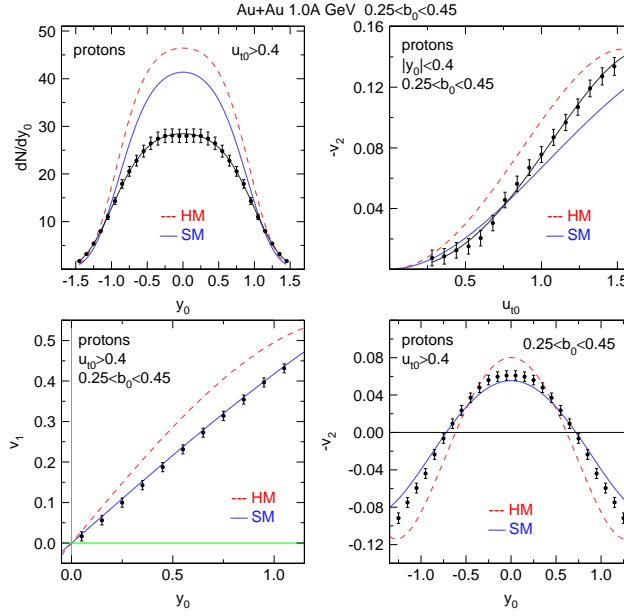 Au+Au 1.0A GeV 0.25<b0<0.45
protons
ut0>0.4
dN/dy0
50
40
30
20
10
HM
SM
-1.5 -1.0 -0.5 0.0 0.5 1.0 1.5
y0
protons
|y0|<0.4
0.25<b0<0.45
-v2
0.16
0.12
0.08
0.04
HM
SM
0.0 0.5 1.0 1.5
ut0
protons
ut0>0.4
0.25<b0<0.45
v1
0.5
0.4
0.3
0.2
0.1
0.0
HM
SM
0.0 0.5 1.0
y0
protons
ut0>0.4
0.25<b0<0.45
-v2
0.08
0.04
0.00
-0.04
-0.08
-0.12
HM
SM
-1.0 -0.5 0.0 0.5 1.0
y0